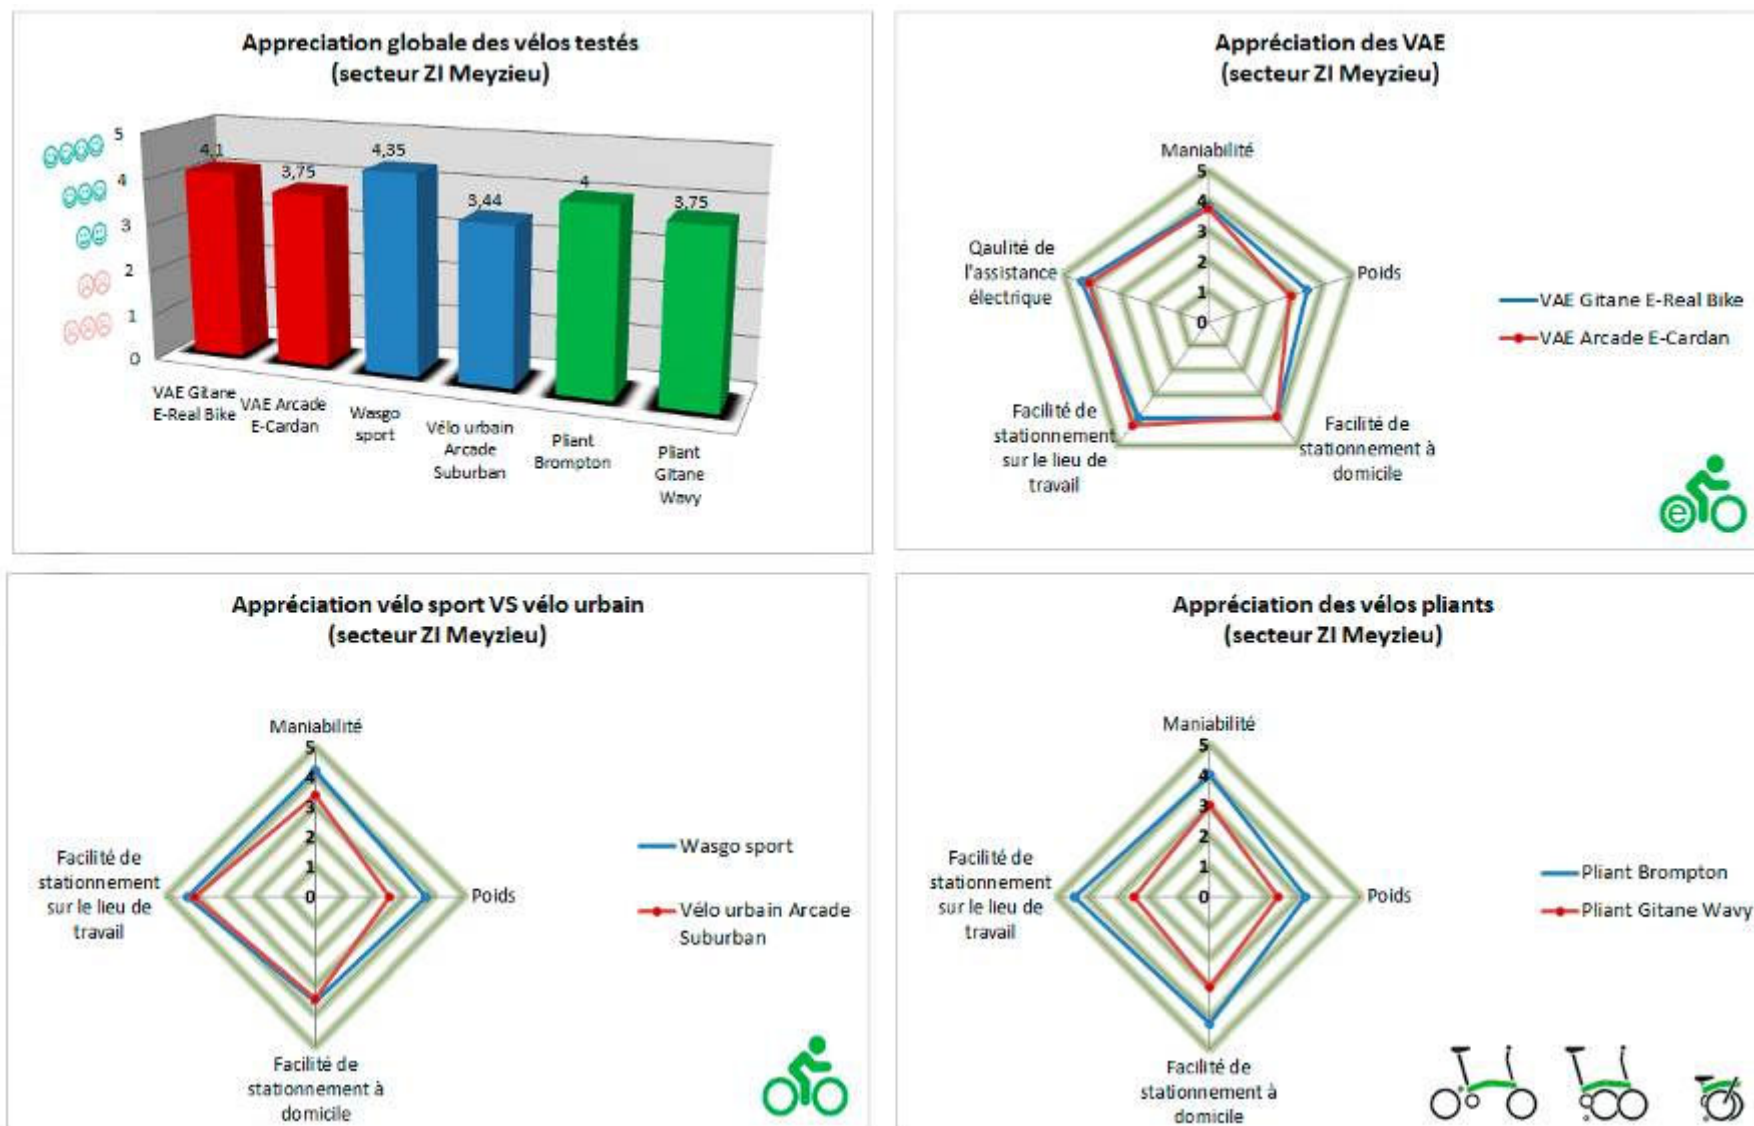 Appreciation globale des vélos testés
(secteur ZI Meyzieu)
5
4
3
2
1
0
4,1
3,75
4,35
3,44
4
3,75
VAE Gitane
E-Real Bike
VAE Arcade
E-Cardan
Wasgo
sport
Vélo urbain
Arcade
Suburban
Pliant
Brompton
Pliant
Gitane
Wavy
Appréciation des VAE
(secteur ZI Meyzieu)
Maniabilité
5
4
3
2
1
0
Qaulité de
l'assistance
électrique
Poids
Facilité de
stationnement
sur le lieu de
travail
Facilité de
stationnement à
domicile
VAE Gitane E-Real Bike
VAE Arcade E-Cardan
e
Appréciation vélo sport VS vélo urbain
(secteur ZI Meyzieu)
Maniabilité
5
4
3
2
1
0
Facilité de
stationnement
sur le lieu de
travail
Poids
Facilité de
stationnement à
domicile
Wasgo sport
Vélo urbain Arcade
Suburban
Appréciation des vélos pliants
(secteur ZI Meyzieu)
Maniabilité
5
4
3
2
1
0
Facilité de
stationnement
sur le lieu de
travail
Poids
Facilité de
stationnement à
domicile
Pliant Brompton
Pliant Gitane Wavy